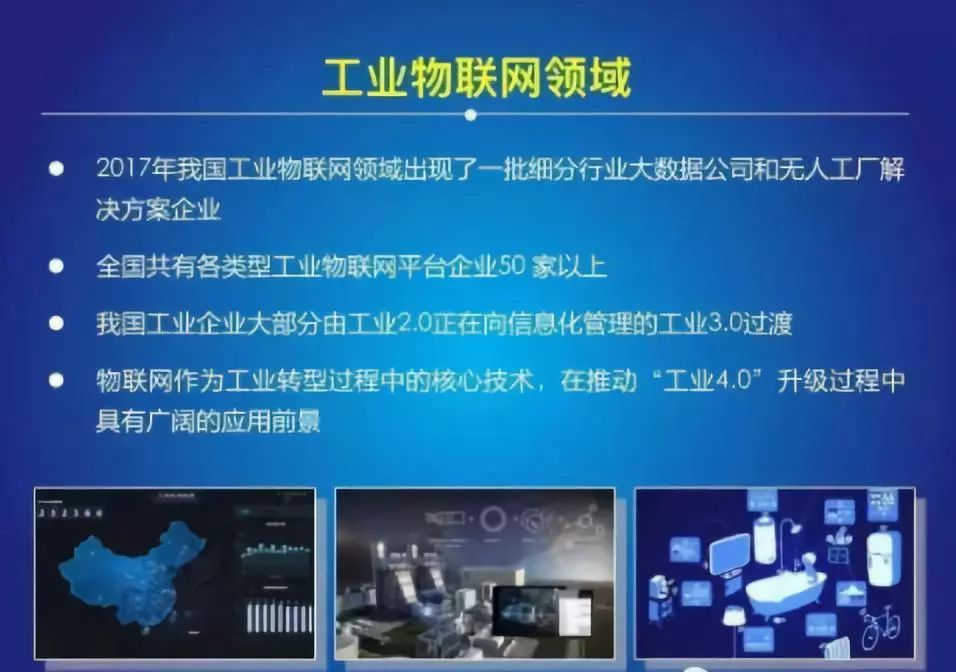 工业物联网领域
2017年我国工业物联网领域出现了一批细分行业大数据公司和无人工厂解
决方案企业
全国共有各类型工业物联网平台企业50 家以上
我国工业企业大部分由工业2.0正在向信息化管理的工业3.0过渡
物联网作为工业转型过程中的核心技术，在推动“工业4.0”升级过程中
具有广阔的应用前景